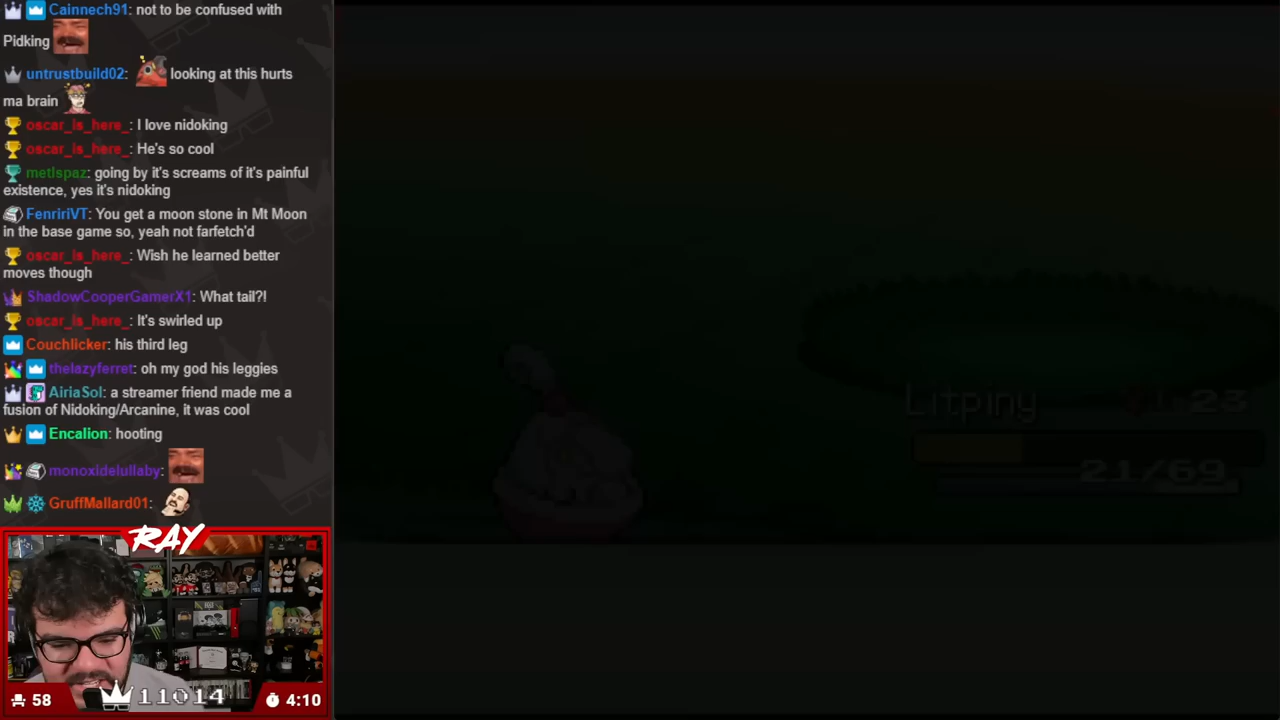 Cainnech91: not to be confused with
Pidking
untrustbuild02: looking at this hurts
ma brain
oscar_is_here_: I love nidoking
oscar_is_here_: He's so cool
metlspaz: going by it's screams of it's painful
existence, yes it's nidoking
FenririVT: You get a moon stone in Mt Moon
in the base game so, yeah not farfetch'd
oscar_is_here_: Wish he learned better
moves though
ShadowCooperGamerX1: What tail?!
oscar_is_here_: It's swirled up
Couchlicker: his third leg
thelazyferret: oh my god his leggies
AiriaSol: a streamer friend made me a
fusion of Nidoking/Arcanine, it was cool
Encalion: hooting
monoxidelullaby:
GruffMallard01:
RAY
58 11014 4:10
Litpiny L.23
21/69